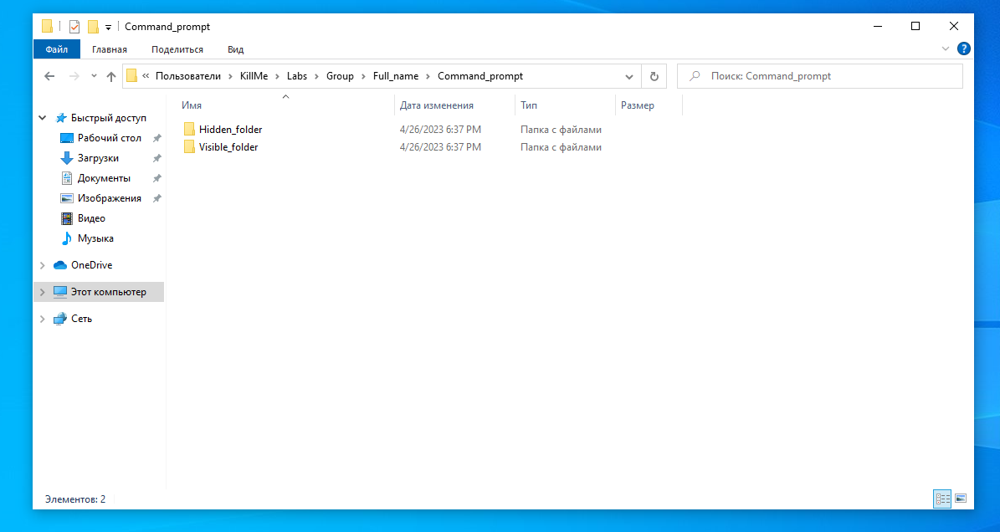 Command_prompt
Файл Главная Поделиться Вид ?
« Пользователи › KillMe › Labs › Group › Full_name › Command_prompt Поиск: Command_prompt
Имя Дата изменения Тип Размер
Hidden_folder 4/26/2023 6:37 PM Папка с файлами
Visible_folder 4/26/2023 6:37 PM Папка с файлами
Быстрый доступ
Рабочий стол
Загрузки
Документы
Изображения
Видео
Музыка
OneDrive
Этот компьютер
Сеть
Элементов: 2